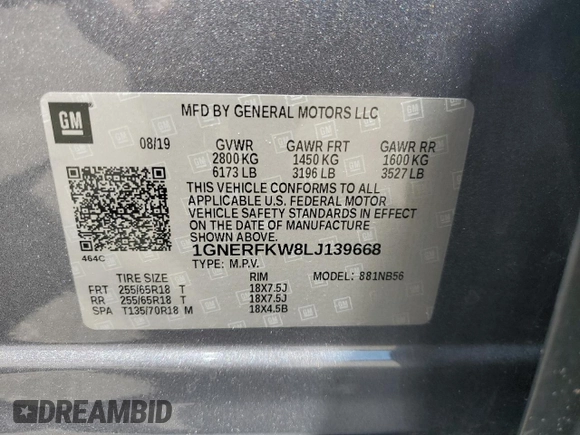 GM
MFD BY GENERAL MOTORS LLC
08/19 GVWR GAWR FRT GAWR RR
2800 KG 1450 KG 1600 KG
6173 LB 3196 LB 3527 LB
THIS VEHICLE CONFORMS TO ALL
APPLICABLE U.S. FEDERAL MOTOR
VEHICLE SAFETY STANDARDS IN EFFECT
ON THE DATE OF MANUFACTURE
SHOWN ABOVE.
1GNERFKW8LJ139668
464C
TYPE: M.P.V. MODEL: 881NB56
TIRE SIZE RIM
FRT 255/65R18 T 18X7.5J
RR 255/65R18 T 18X7.5J
SPA T135/70R18 M 18X4.5B
DREAMBID